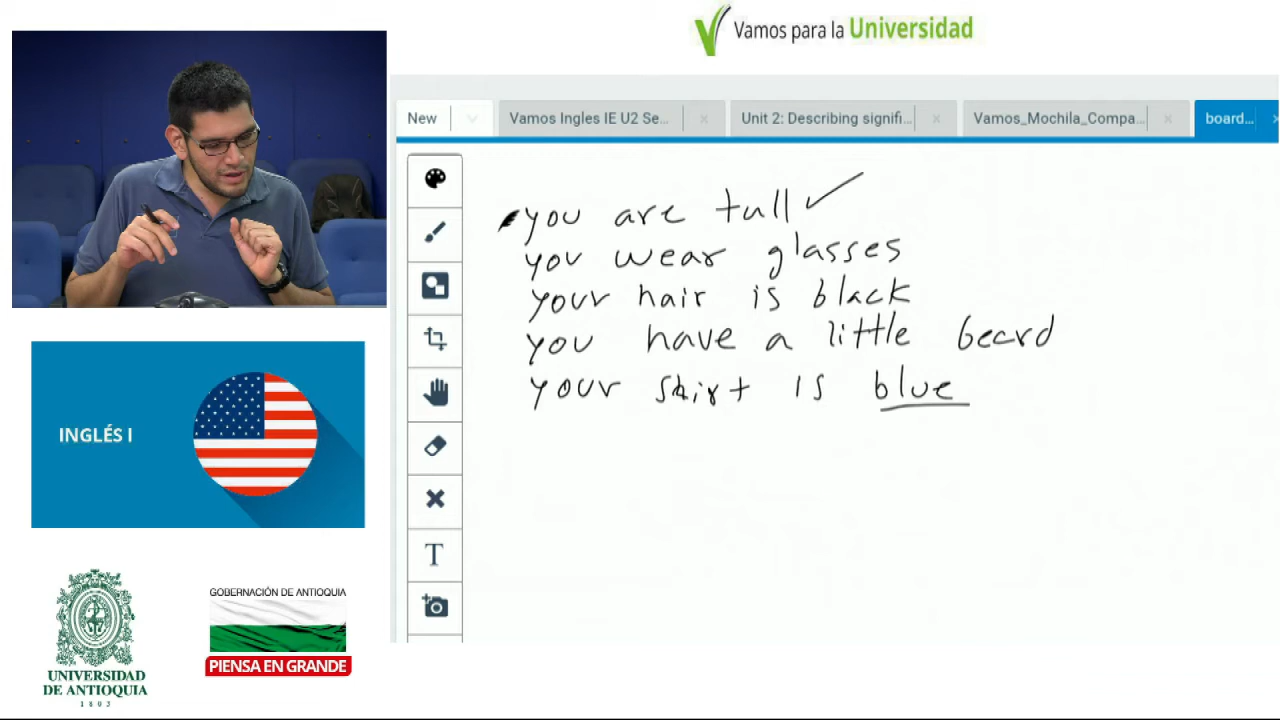 Vamos para la Universidad
New
Vamos Ingles IE U2 Se...
Unit 2: Describing signifi...
Vamos_Mochila_Compa...
board...
you are tall
you wear glasses
your hair is black
you have a little beard
your shirt is blue
T
INGLÉS I
UNIVERSIDAD
DE ANTIOQUIA
1803
GOBERNACIÓN DE ANTIOQUIA
PIENSA EN GRANDE